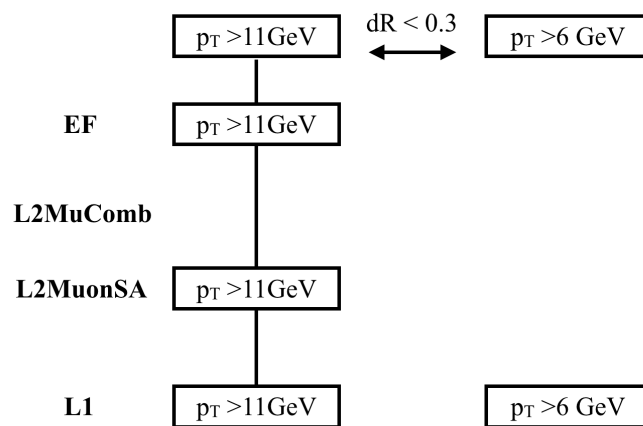 pT >11GeV dR < 0.3 pT >6 GeV
EF pT >11GeV
L2MuComb
L2MuonSA pT >11GeV
L1 pT >11GeV pT >6 GeV